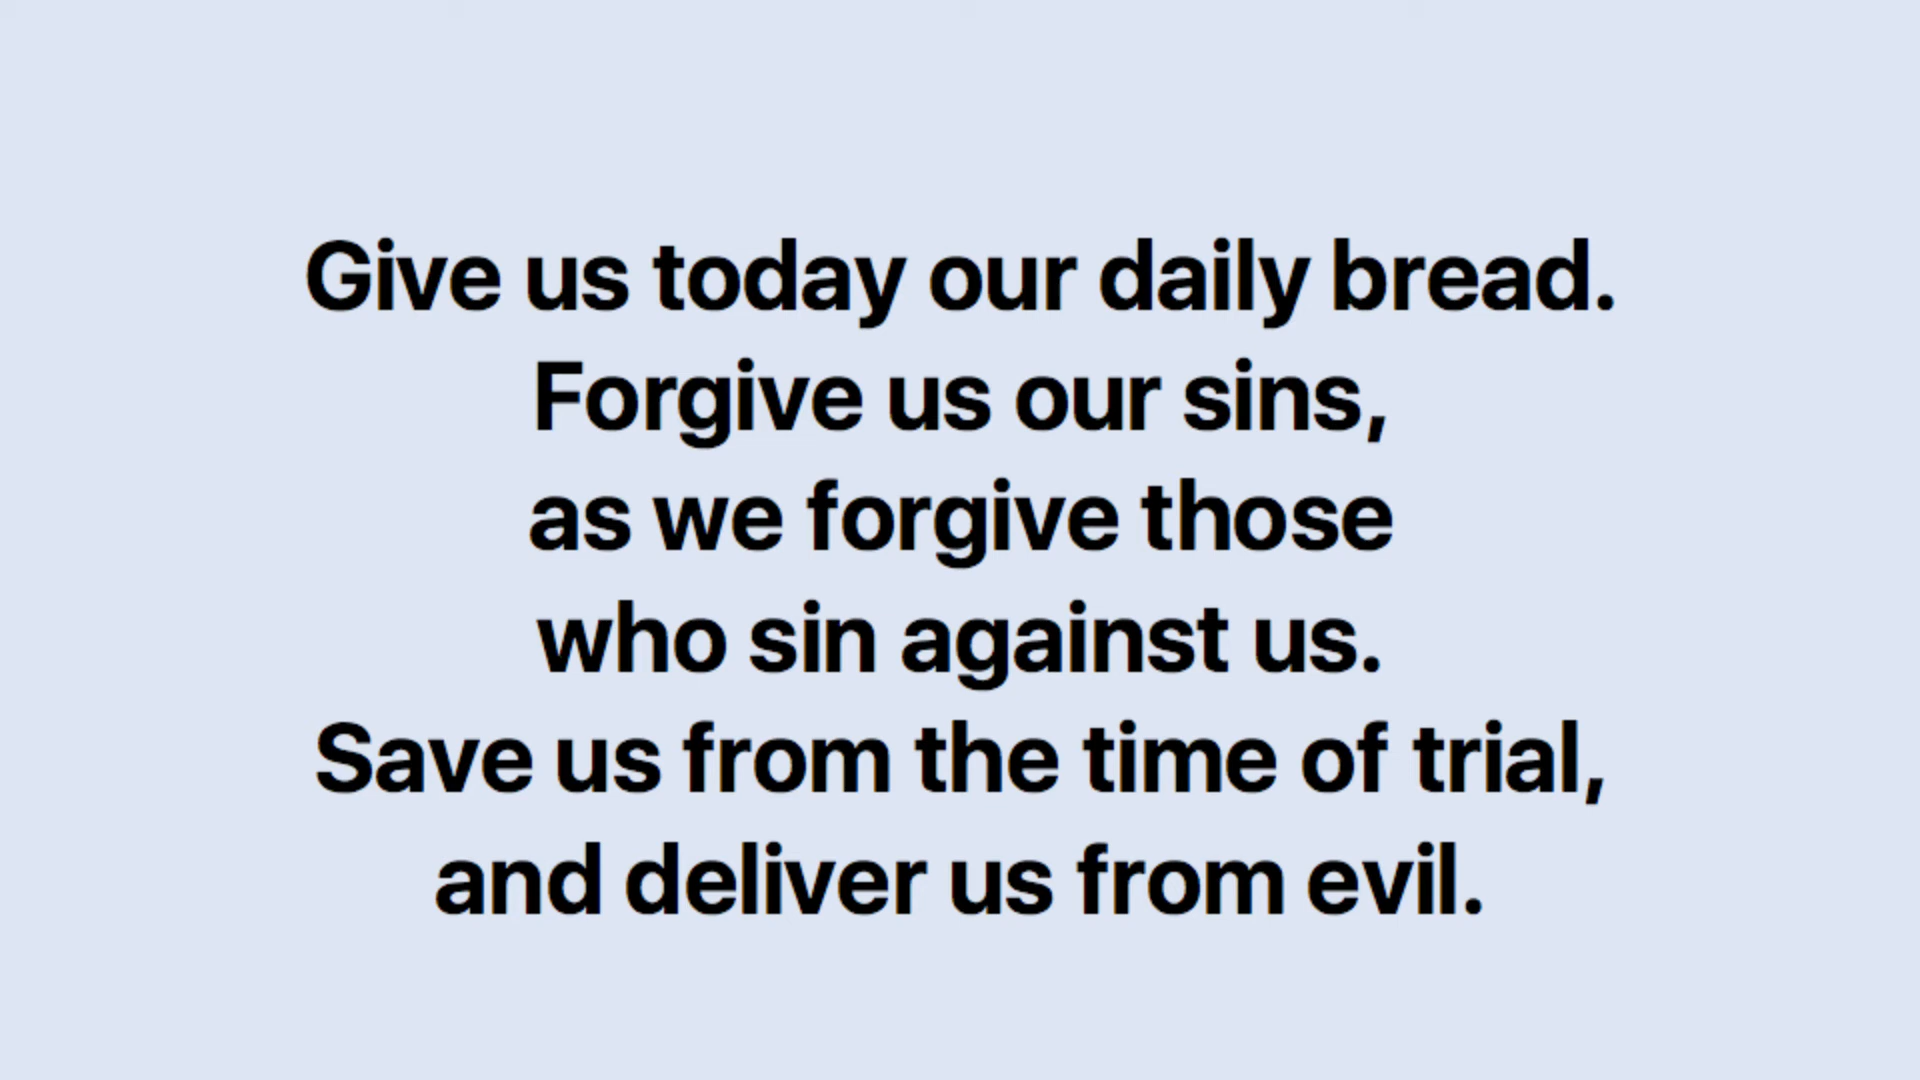 Give us today our daily bread.
Forgive us our sins,
as we forgive those
who sin against us.
Save us from the time of trial,
and deliver us from evil.